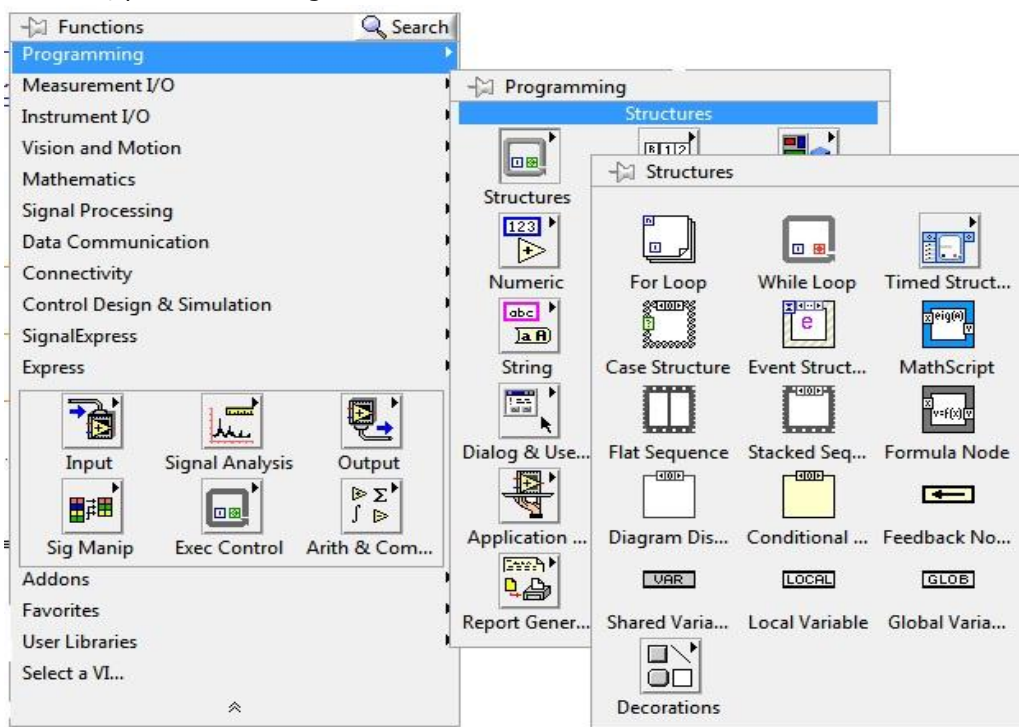 Functions
Search
Programming
Measurement I/O
Instrument I/O
Vision and Motion
Mathematics
Signal Processing
Data Communication
Connectivity
Control Design & Simulation
SignalExpress
Express
Input Signal Analysis Output
Sig Manip Exec Control Arith & Com...
Addons
Favorites
User Libraries
Select a VI...
Programming
Structures
Structures
123
Numeric
abc
a A
String
Dialog & Use...
Application ...
Report Gener...
Structures
For Loop While Loop Timed Struct...
eig(A)
Case Structure Event Struct... MathScript
y=f(x)
Flat Sequence Stacked Seq... Formula Node
Diagram Dis... Conditional ... Feedback No...
VAR LOCAL GLOB
Shared Varia... Local Variable Global Varia...
Decorations